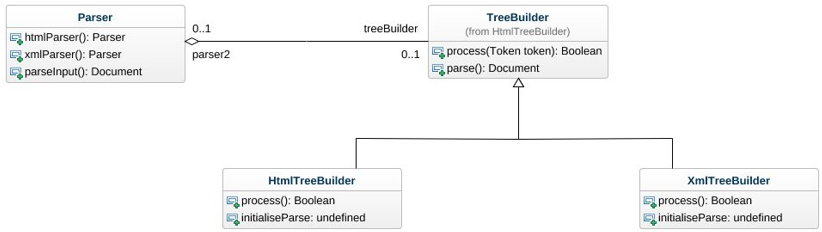 Parser
htmlParser(): Parser
xmlParser(): Parser
parseInput(): Document
0..1
treeBuilder
parser2
0..1
TreeBuilder
(from HtmlTreeBuilder)
process(Token token): Boolean
parse(): Document
HtmlTreeBuilder
process(): Boolean
initialiseParse: undefined
XmlTreeBuilder
process(): Boolean
initialiseParse: undefined